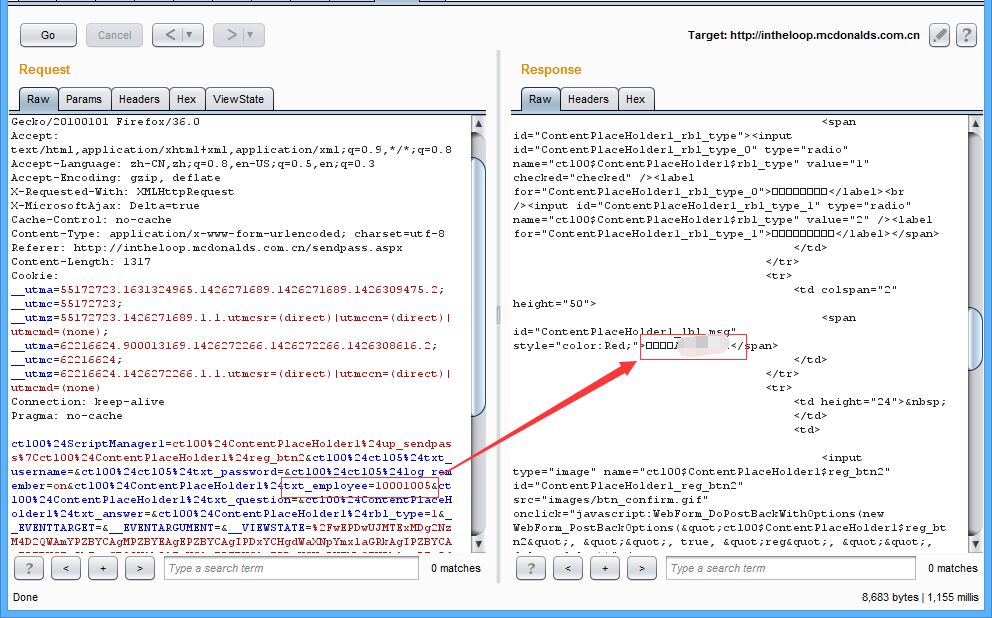 Go
Cancel
<
>
Target: http://intheloop.mcdonalds.com.cn
?
Request
Response
Raw
Params
Headers
Hex
ViewState
Raw
Headers
Hex
Gecko/20100101 Firefox/36.0
Accept:
text/html,application/xhtml+xml,application/xml;q=0.9,*/*;q=0.8
Accept-Language: zh-CN,zh;q=0.8,en-US;q=0.5,en;q=0.3
Accept-Encoding: gzip, deflate
X-Requested-With: XMLHttpRequest
X-MicrosoftAjax: Delta=true
Cache-Control: no-cache
Content-Type: application/x-www-form-urlencoded; charset=utf-8
Referer: http://intheloop.mcdonalds.com.cn/sendpass.aspx
Content-Length: 1317
Cookie:
__utma=55172723.1631324965.1426271689.1426271689.1426309475.2;
__utmc=55172723;
__utmz=55172723.1426271689.1.1.utmcsr=(direct)|utmccn=(direct)|
utmcmd=(none);
__utma=62216624.900013169.1426272266.1426272266.1426308616.2;
__utmc=62216624;
__utmz=62216624.1426272266.1.1.utmcsr=(direct)|utmccn=(direct)|
utmcmd=(none)
Connection: keep-alive
Pragma: no-cache
ctl00%24ScriptManager1=ctl00%24ContentPlaceHolder1%24up_sendpas
s%7Cctl00%24ContentPlaceHolder1%24reg_btn2&ctl00%24ctl05%24txt_
username=&ctl00%24ctl05%24txt_password=&ctl00%24ctl05%24log_rem
ember=on&ctl00%24ContentPlaceHolder1%24txt_employee=10001005&ct
l00%24ContentPlaceHolder1%24txt_question=&ctl00%24ContentPlaceH
older1%24txt_answer=&ctl00%24ContentPlaceHolder1%24rbl_type=1&_
_EVENTTARGET=&__EVENTARGUMENT=&__VIEWSTATE=%2FwEPDwUJMTExMDg2Nz
<span
id="ContentPlaceHolder1_rbl_type"><input
id="ContentPlaceHolder1_rbl_type_0" type="radio"
name="ctl00$ContentPlaceHolder1$rbl_type" value="1"
checked="checked" /><label
for="ContentPlaceHolder1_rbl_type_0">□□□□□□□□</label><br
/><input id="ContentPlaceHolder1_rbl_type_1" type="radio"
name="ctl00$ContentPlaceHolder1$rbl_type" value="2" /><label
for="ContentPlaceHolder1_rbl_type_1">□□□□□□□□□</label></span>
</td>
</tr>
<tr>
<td colspan="2"
height="50">
<span
id="ContentPlaceHolder1_lbl_msg"
style="color:Red;">□□□□A</span>
</td>
</tr>
<tr>
<td height="24">&nbsp;
</td>
<td>
<input
type="image" name="ctl00$ContentPlaceHolder1$reg_btn2"
id="ContentPlaceHolder1_reg_btn2"
src="images/btn_confirm.gif"
onclick="javascript:WebForm_DoPostBackWithOptions(new
WebForm_PostBackOptions(&quot;ctl00$ContentPlaceHolder1$reg_bt
n2&quot;, &quot;&quot;, true, &quot;reg&quot;, &quot;&quot;,
?
<
+
>
Type a search term
0 matches
?
<
+
>
Type a search term
0 matches
Done
8,683 bytes | 1,155 millis